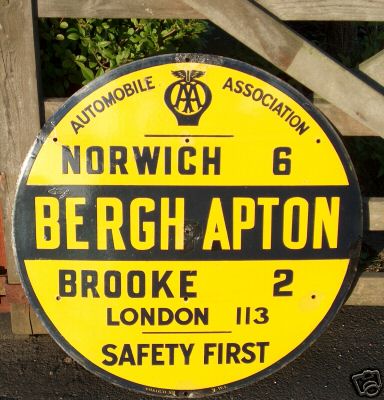 AUTOMOBILE ASSOCIATION
AA
NORWICH 6
BERGH APTON
BROOKE 2
LONDON 113
SAFETY FIRST